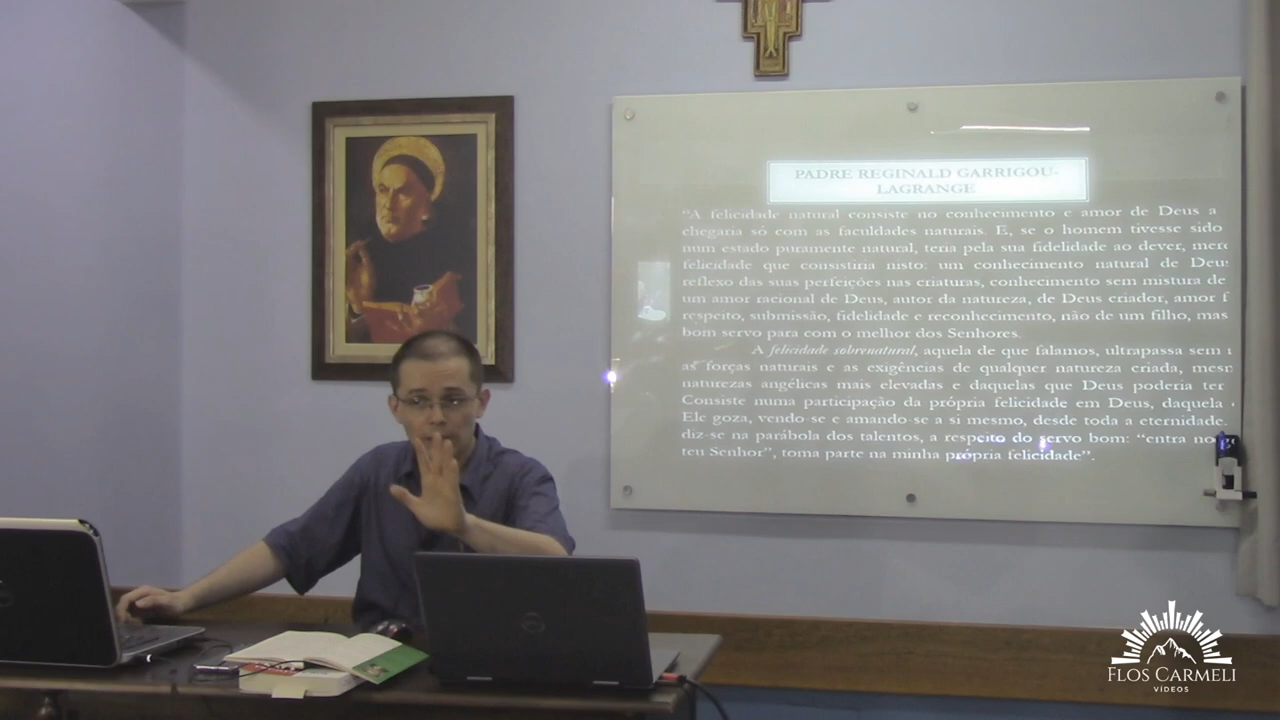 PADRE REGINALD GARRIGOU-
LAGRANGE
"A felicidade natural consiste no conhecimento e amor de Deus a
chegaria só com as faculdades naturais. E, se o homem tivesse sido
num estado puramente natural, teria pela sua fidelidade ao dever,
felicidade que consistiria nisto: um conhecimento natural de
reflexo das suas perfeições nas criaturas, conhecimento sem mistura de
um amor racional de Deus, autor da natureza, de Deus criador, amor
respeito, submissão, fidelidade e reconhecimento, não de um filho, mas
bom servo para com o melhor dos Senhores.
A felicidade sobrenatural, aquela de que falamos, ultrapassa sem
as forças naturais e as exigências de qualquer natureza criada,
naturezas angélicas mais elevadas e daquelas que Deus poderia ter
Consiste numa participação da própria felicidade em Deus, daquela
Ele goza, vendo-se e amando-se a si mesmo, desde toda a eternidade.
diz-se na parábola dos talentos, a respeito do servo bom: "entra no
teu Senhor", toma parte na minha própria felicidade".
FLOS CARMELI
VÍDEOS